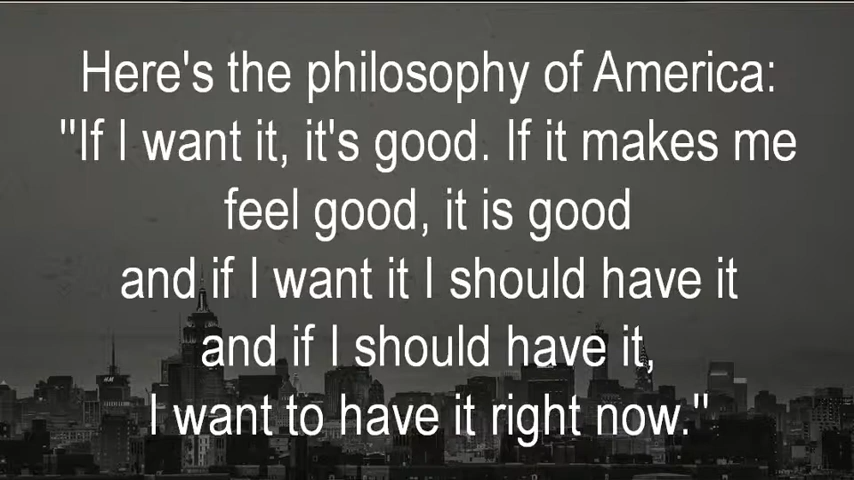 Here's the philosophy of America:
"If I want it, it's good. If it makes me
feel good, it is good
and if I want it I should have it
and if I should have it,
I want to have it right now."